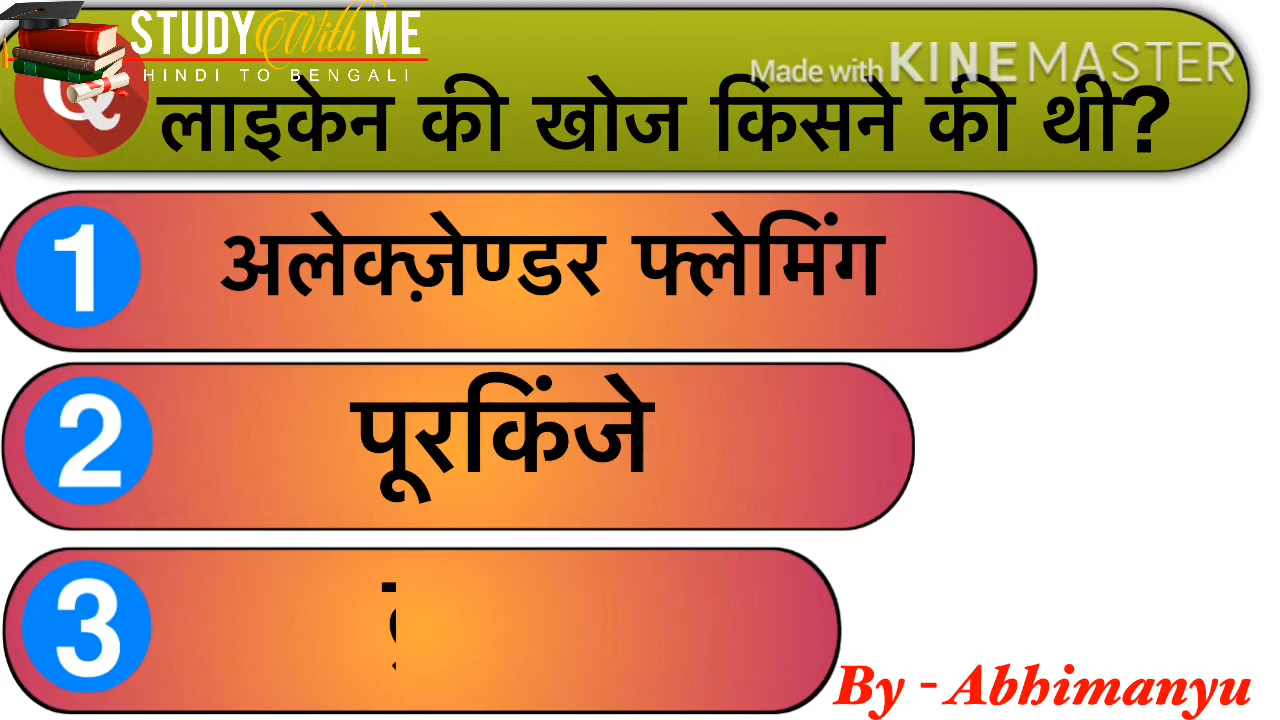 STUDY With ME
HINDI TO BENGALI
Made with KINEMASTER
Q
लाइकेन की खोज किसने की थी?
1 अलेक्ज़ेण्डर फ्लेमिंग
2 पूरकिंजे
3
By - Abhimanyu